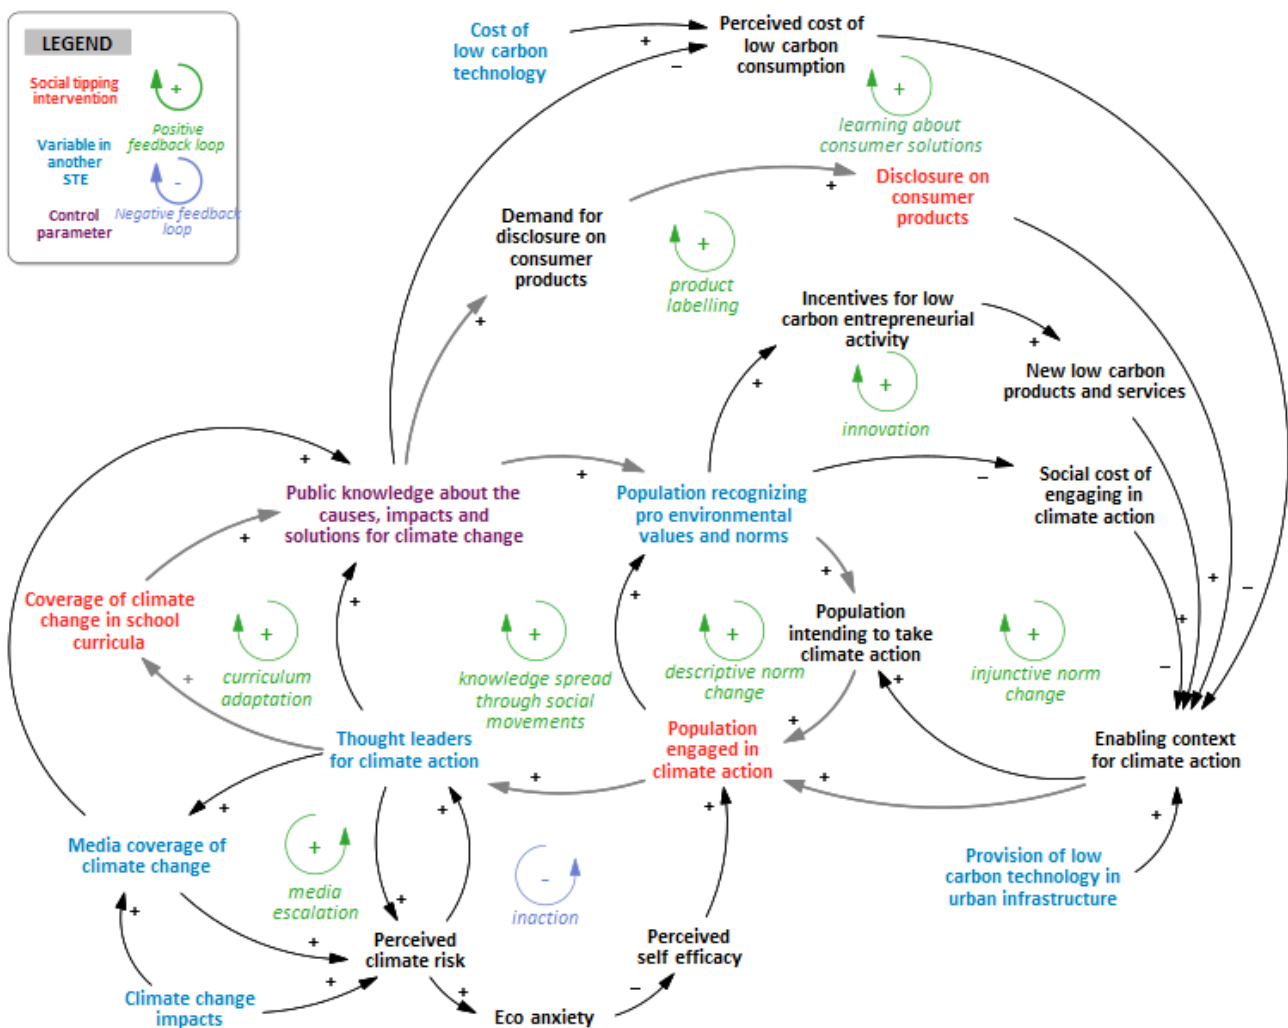 LEGEND
Social tipping
intervention
+
Positive
feedback loop
Variable in
another
STE
-
Control
parameter
Negative feedback
loop
Cost of
low carbon
technology
+
−
Perceived cost of
low carbon
consumption
+
learning about
consumer solutions
Disclosure on
consumer
products
+
Demand for
disclosure on
consumer
products
+
+
product
labelling
Incentives for low
carbon entrepreneurial
activity
+
+
New low carbon
products and services
+
innovation
+
Public knowledge about the
causes, impacts and
solutions for climate change
+
Population recognizing
pro environmental
values and norms
−
Social cost of
engaging in
climate action
+
+
−
+
−
+
Coverage of climate
change in school
curricula
+
curriculum
adaptation
+
+
+
knowledge spread
through social
movements
+
+
descriptive norm
change
Population
intending to take
climate action
+
+
+
injunctive norm
change
Thought leaders
for climate action
+
Population
engaged in
climate action
+
Enabling context
for climate action
+
+
+
+
Media coverage of
climate change
+
media
escalation
-
inaction
Provision of low
carbon technology in
urban infrastructure
+
+
+
Perceived
climate risk
Perceived
self efficacy
Climate change
impacts
+
+
Eco anxiety
−